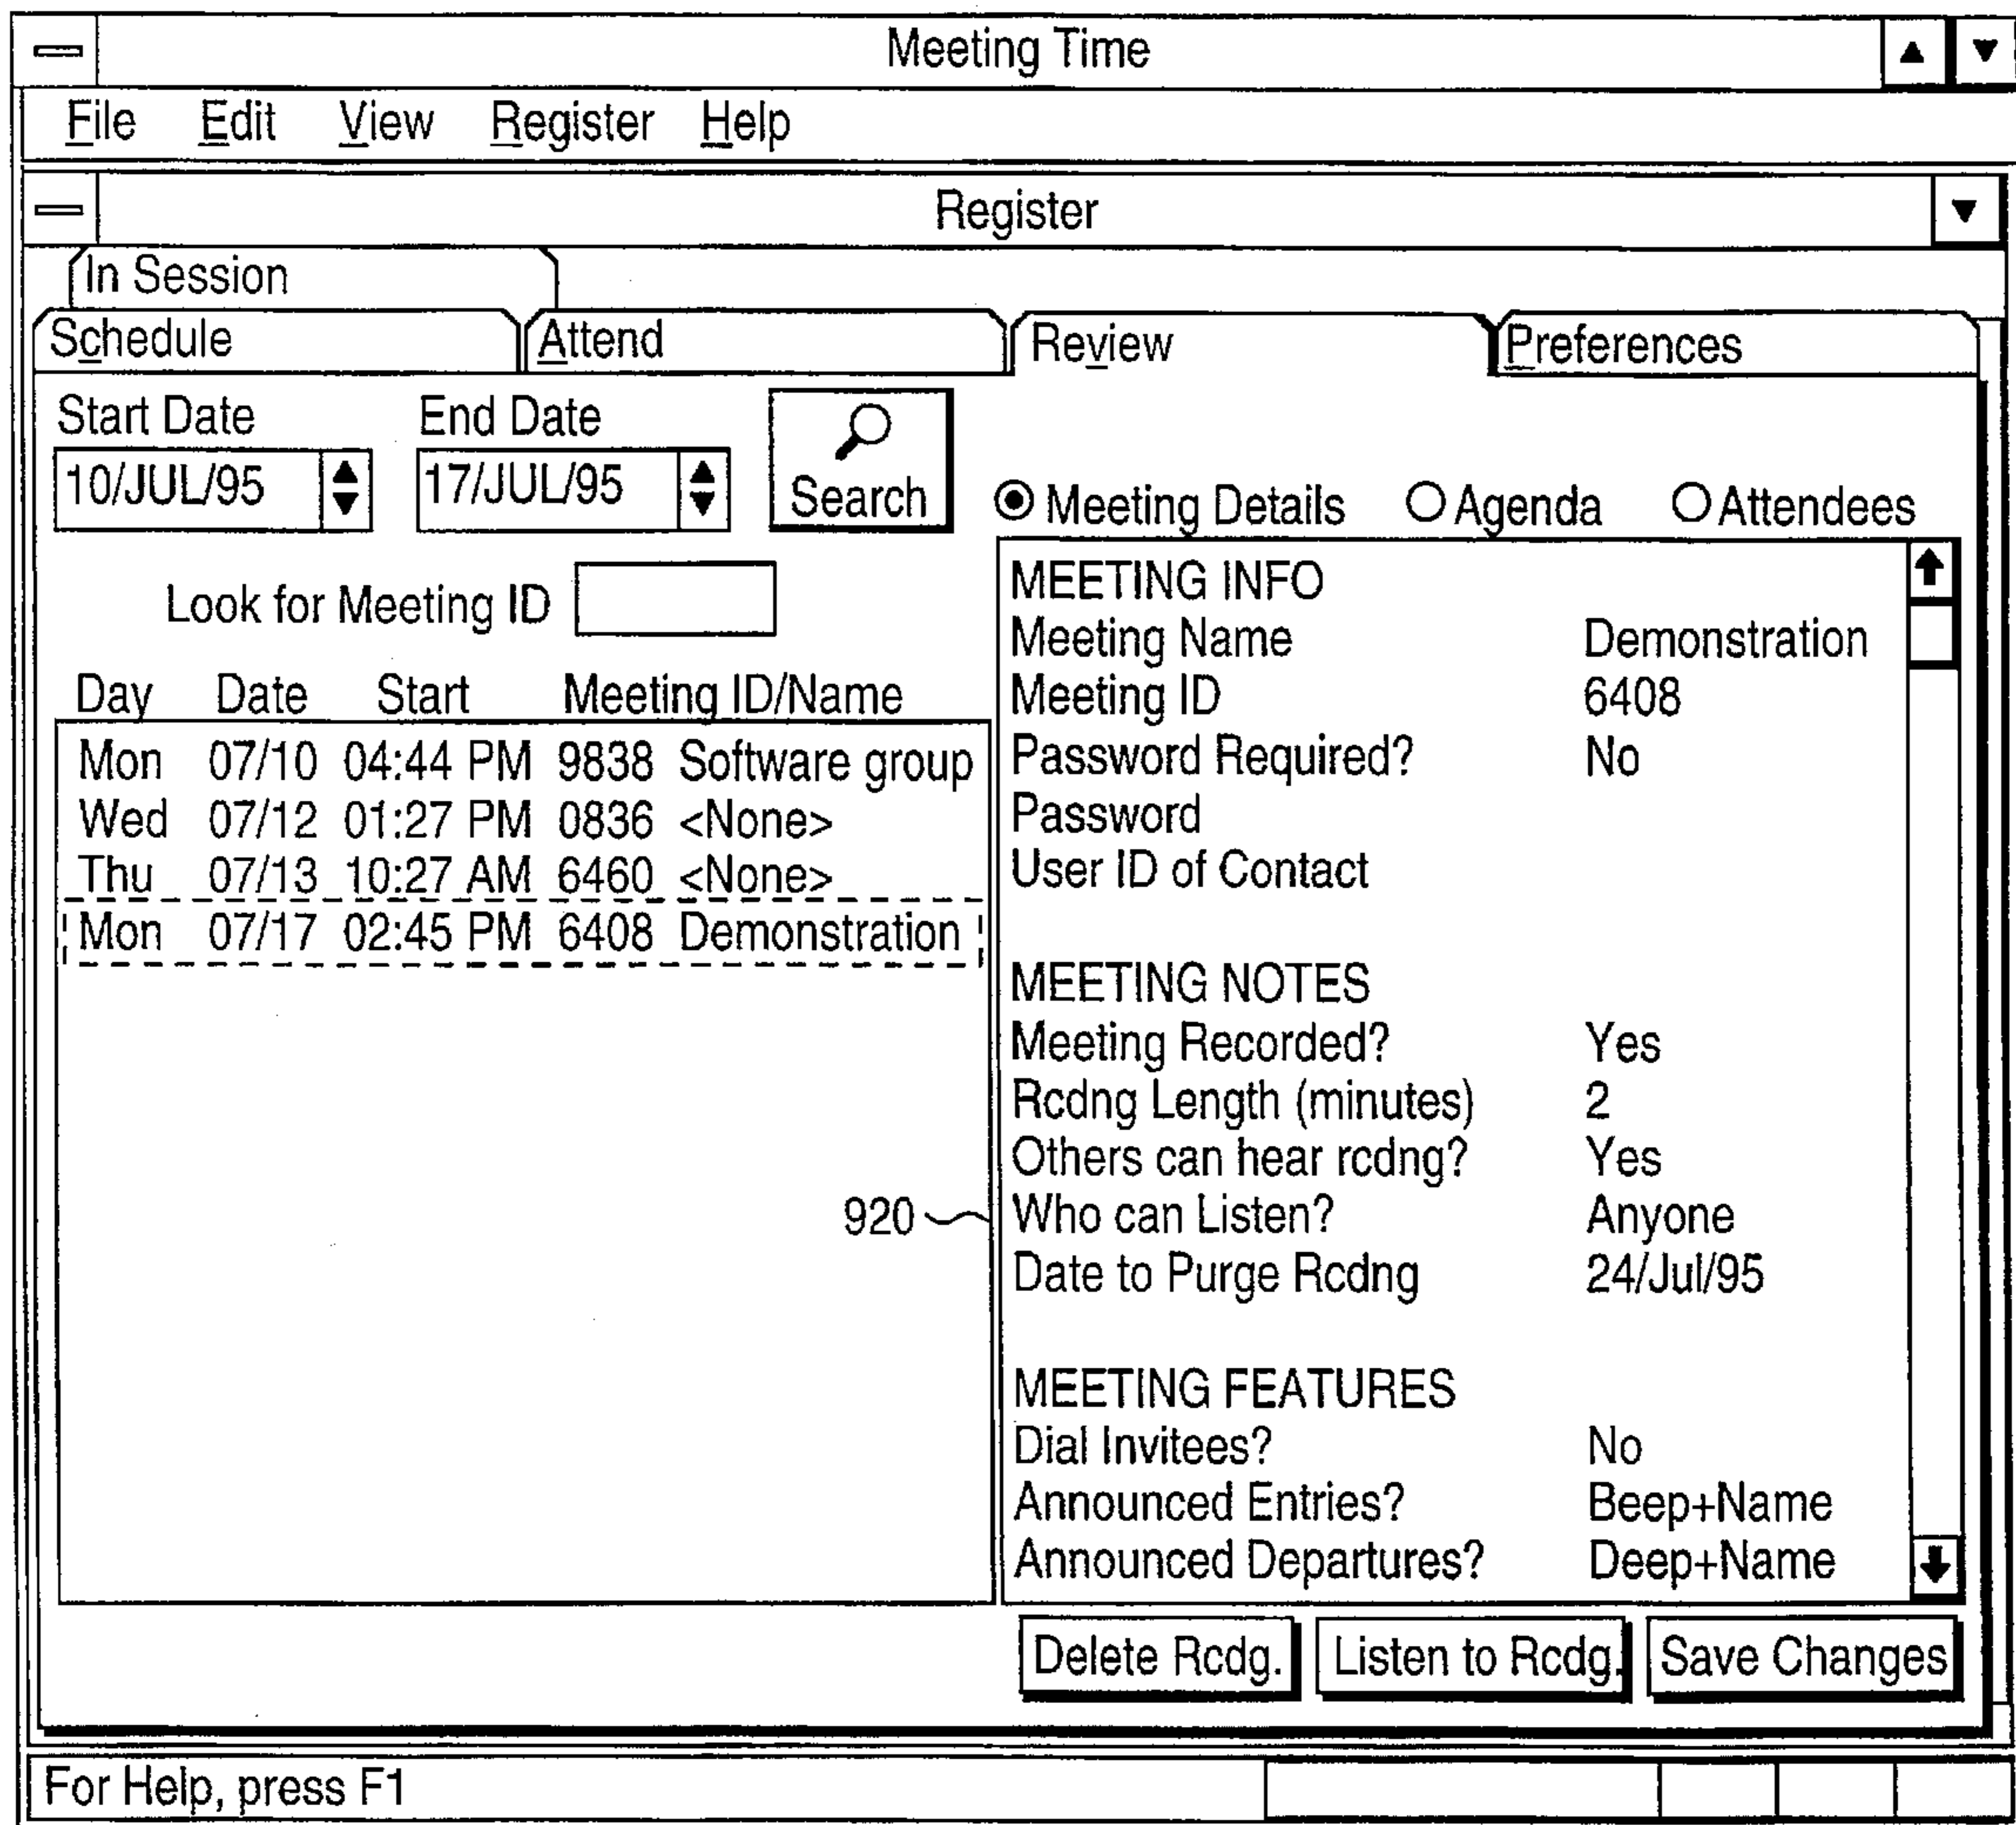 Meeting Time
File Edit View Register Help
Register
In Session
Schedule Attend Review Preferences
Start Date End Date
10/JUL/95 17/JUL/95 Search
Look for Meeting ID
Day Date Start Meeting ID/Name
Mon 07/10 04:44 PM 9838 Software group
Wed 07/12 01:27 PM 0836 <None>
Thu 07/13 10:27 AM 6460 <None>
Mon 07/17 02:45 PM 6408 Demonstration
920
Meeting Details Agenda Attendees
MEETING INFO
Meeting Name Demonstration
Meeting ID 6408
Password Required? No
Password
User ID of Contact
MEETING NOTES
Meeting Recorded? Yes
Rcdng Length (minutes) 2
Others can hear rcdng? Yes
Who can Listen? Anyone
Date to Purge Rcdng 24/Jul/95
MEETING FEATURES
Dial Invitees? No
Announced Entries? Beep+Name
Announced Departures? Deep+Name
Delete Rcdg. Listen to Rcdg. Save Changes
For Help, press F1